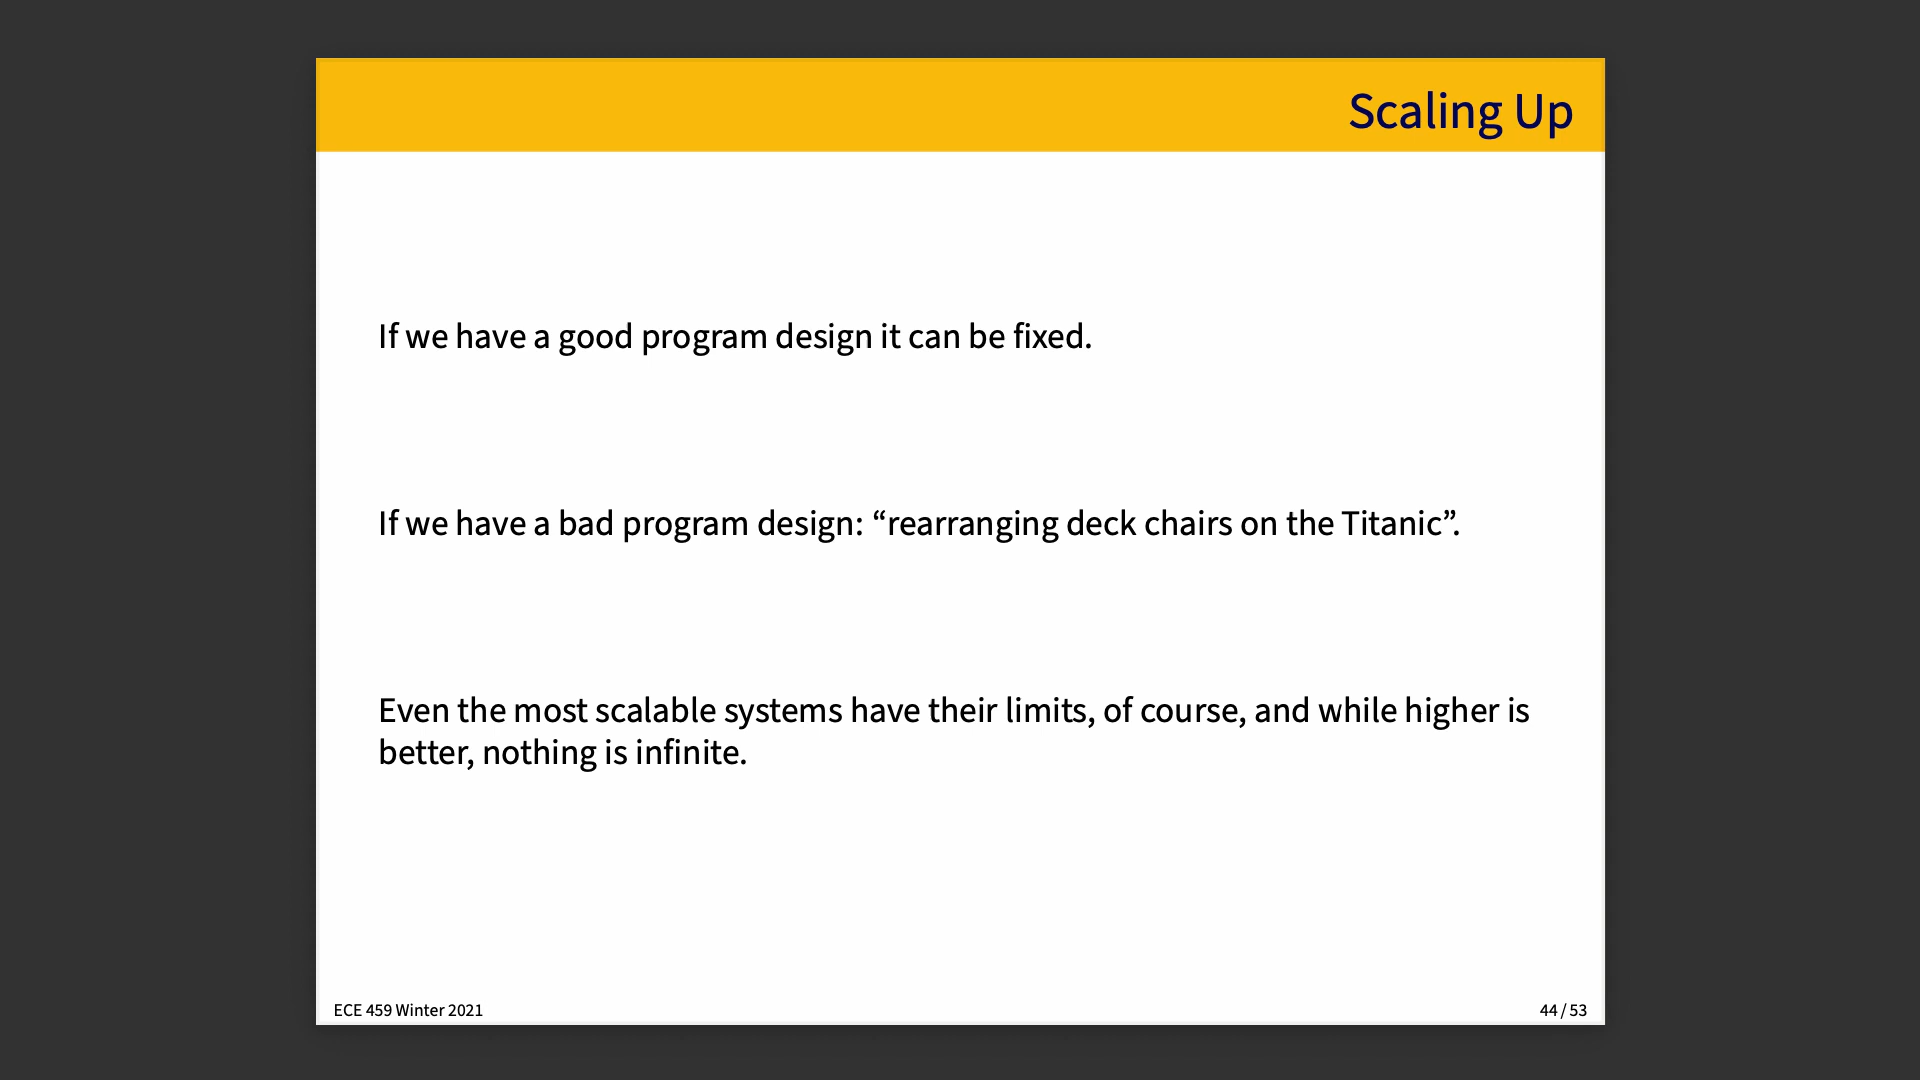 Scaling Up
If we have a good program design it can be fixed.
If we have a bad program design: “rearranging deck chairs on the Titanic”.
Even the most scalable systems have their limits, of course, and while higher is
better, nothing is infinite.
ECE 459 Winter 2021
44 / 53